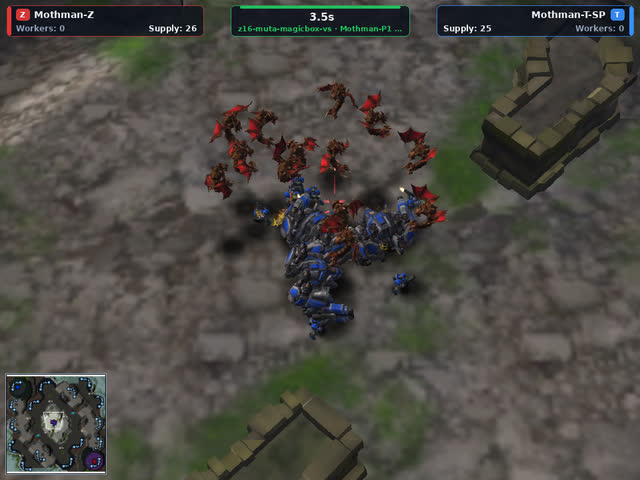 Z Mothman-Z
Workers: 0 Supply: 26
3.5s
z16-muta-magicbox-vs · Mothman-P1 ...
Mothman-T-SP T
Supply: 25 Workers: 0